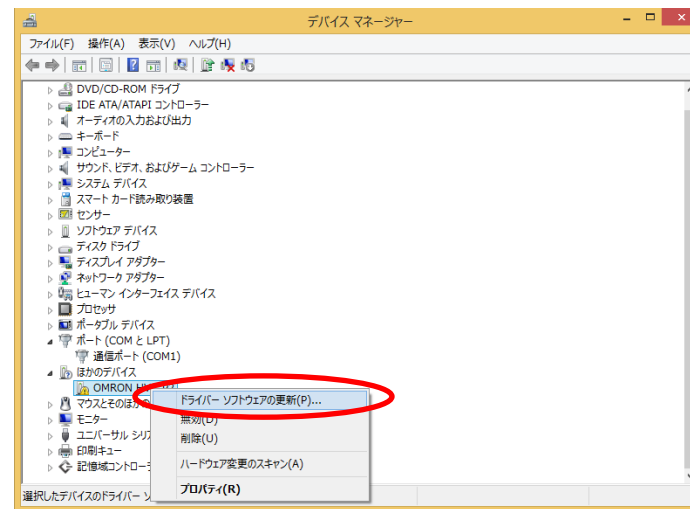 デバイス マネージャー
ファイル(F) 操作(A) 表示(V) ヘルプ(H)
DVD/CD-ROM ドライブ
IDE ATA/ATAPI コントローラー
オーディオの入力および出力
キーボード
コンピューター
サウンド、ビデオ、およびゲーム コントローラー
システム デバイス
スマート カード読み取り装置
センサー
ソフトウェア デバイス
ディスク ドライブ
ディスプレイ アダプター
ネットワーク アダプター
ヒューマン インターフェイス デバイス
プロセッサ
ポータブル デバイス
ポート (COM と LPT)
通信ポート (COM1)
ほかのデバイス
OMRON
ドライバー ソフトウェアの更新(P)...
マウスとそのほかの
無効(D)
モニター
削除(U)
ユニバーサル シリ
印刷キュー
ハードウェア変更のスキャン(A)
記憶域コントロー
プロパティ(R)
選択したデバイスのドライバー ソ